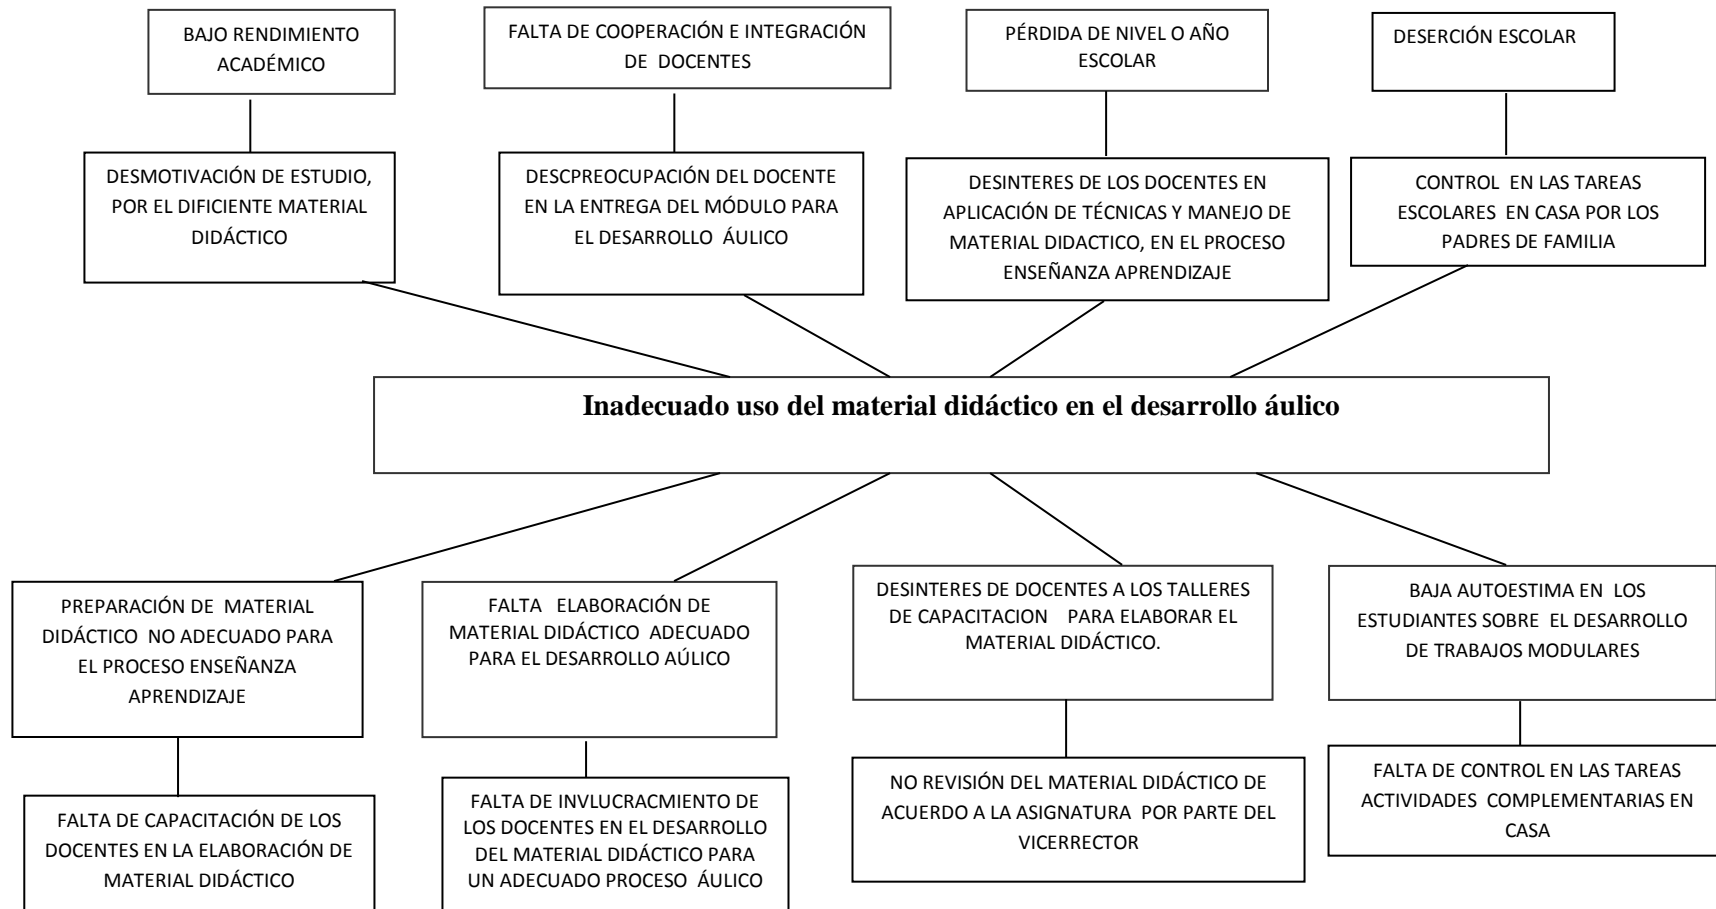 BAJO RENDIMIENTO
ACADÉMICO
FALTA DE COOPERACIÓN E INTEGRACIÓN
DE DOCENTES
PÉRDIDA DE NIVEL O AÑO
ESCOLAR
DESERCIÓN ESCOLAR
DESMOTIVACIÓN DE ESTUDIO,
POR EL DIFICIENTE MATERIAL
DIDÁCTICO
DESCPREOCUPACIÓN DEL DOCENTE
EN LA ENTREGA DEL MÓDULO PARA
EL DESARROLLO ÁULICO
DESINTERES DE LOS DOCENTES EN
APLICACIÓN DE TÉCNICAS Y MANEJO DE
MATERIAL DIDACTICO, EN EL PROCESO
ENSEÑANZA APRENDIZAJE
CONTROL EN LAS TAREAS
ESCOLARES EN CASA POR LOS
PADRES DE FAMILIA
Inadecuado uso del material didáctico en el desarrollo áulico
PREPARACIÓN DE MATERIAL
DIDÁCTICO NO ADECUADO PARA
EL PROCESO ENSEÑANZA
APRENDIZAJE
FALTA ELABORACIÓN DE
MATERIAL DIDÁCTICO ADECUADO
PARA EL DESARROLLO AÚLICO
DESINTERES DE DOCENTES A LOS TALLERES
DE CAPACITACION PARA ELABORAR EL
MATERIAL DIDÁCTICO.
BAJA AUTOESTIMA EN LOS
ESTUDIANTES SOBRE EL DESARROLLO
DE TRABAJOS MODULARES
FALTA DE CAPACITACIÓN DE LOS
DOCENTES EN LA ELABORACIÓN DE
MATERIAL DIDÁCTICO
FALTA DE INVLUCRACMIENTO DE
LOS DOCENTES EN EL DESARROLLO
DEL MATERIAL DIDÁCTICO PARA
UN ADECUADO PROCESO ÁULICO
NO REVISIÓN DEL MATERIAL DIDÁCTICO DE
ACUERDO A LA ASIGNATURA POR PARTE DEL
VICERRECTOR
FALTA DE CONTROL EN LAS TAREAS
ACTIVIDADES COMPLEMENTARIAS EN
CASA